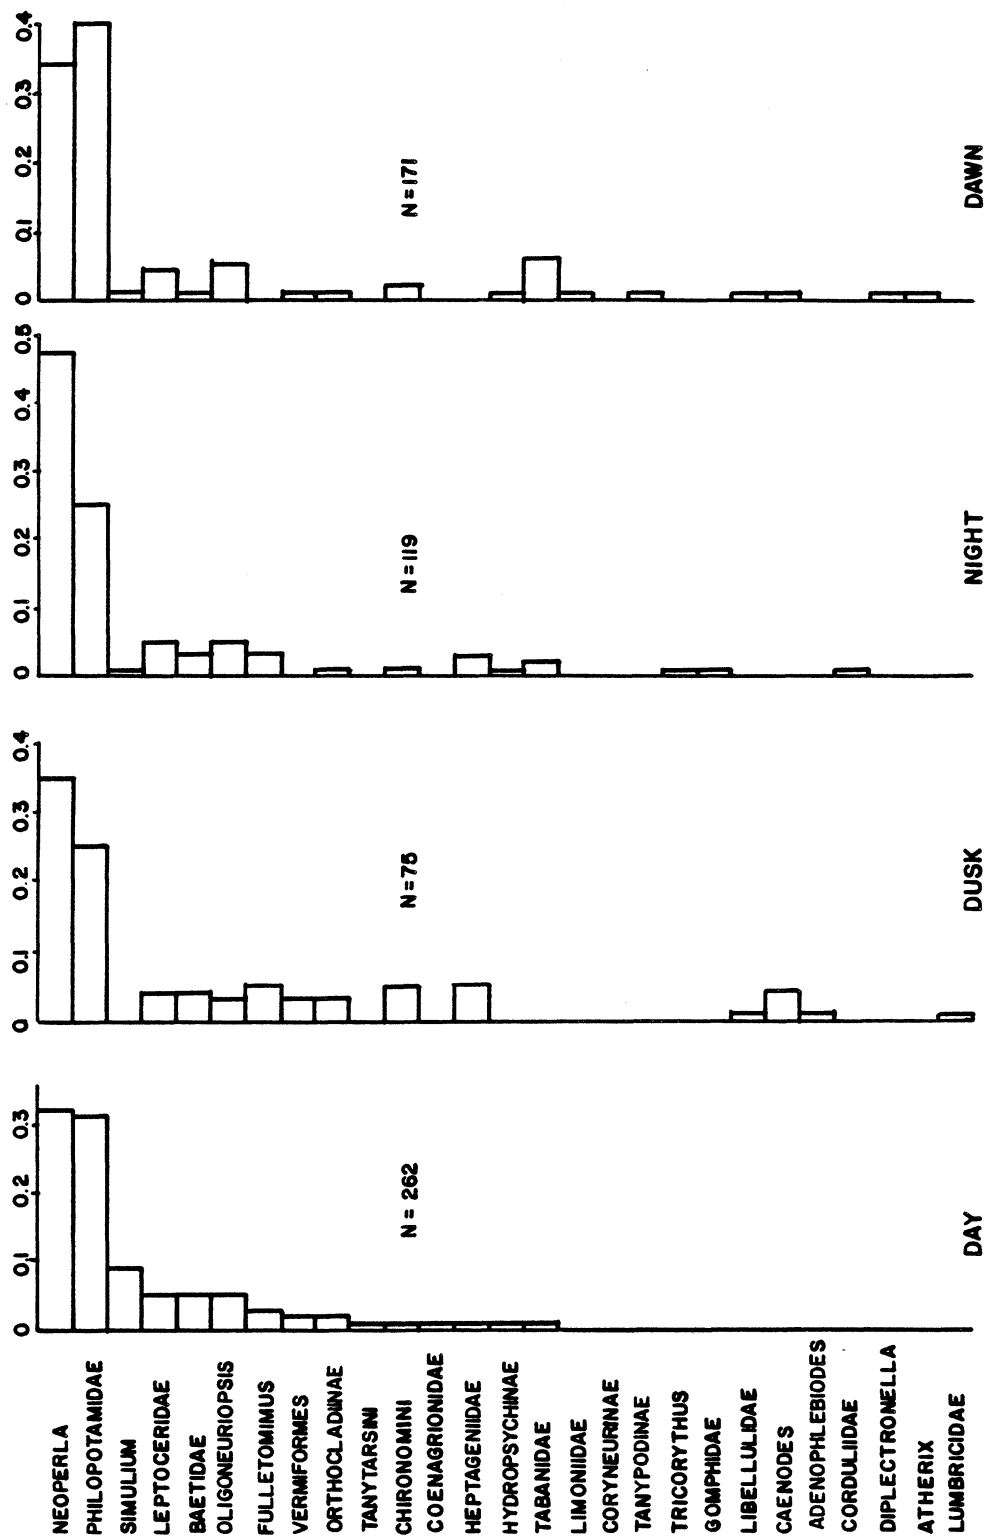 0.4
0.3
0.2
0.1
0
N=171
DAWN
0.5
0.4
0.3
0.2
0.1
0
N=119
NIGHT
0.4
0.3
0.2
0.1
0
N=75
DUSK
0.3
0.2
0.1
0
N = 262
DAY
NEOPERLA
PHILOPOTAMIDAE
SIMULIUM
LEPTOCERIDAE
BAETIDAE
OLIGONEURIOPSIS
FULLETOMIMUS
VERMIFORMES
ORTHOCLADIINAE
TANYTARSINI
CHIRONOMINI
COENAGRIONIDAE
HEPTAGENIIDAE
HYDROPSYCHINAE
TABANIDAE
LIMONIIDAE
CORYNEURINAE
TANYPODINAE
TRICORYTHUS
GOMPHIDAE
LIBELLULIDAE
CAENODES
ADENOPHLEBIODES
CORDULIIDAE
DIPLECTRONELLA
ATHERIX
LUMBRICIDAE